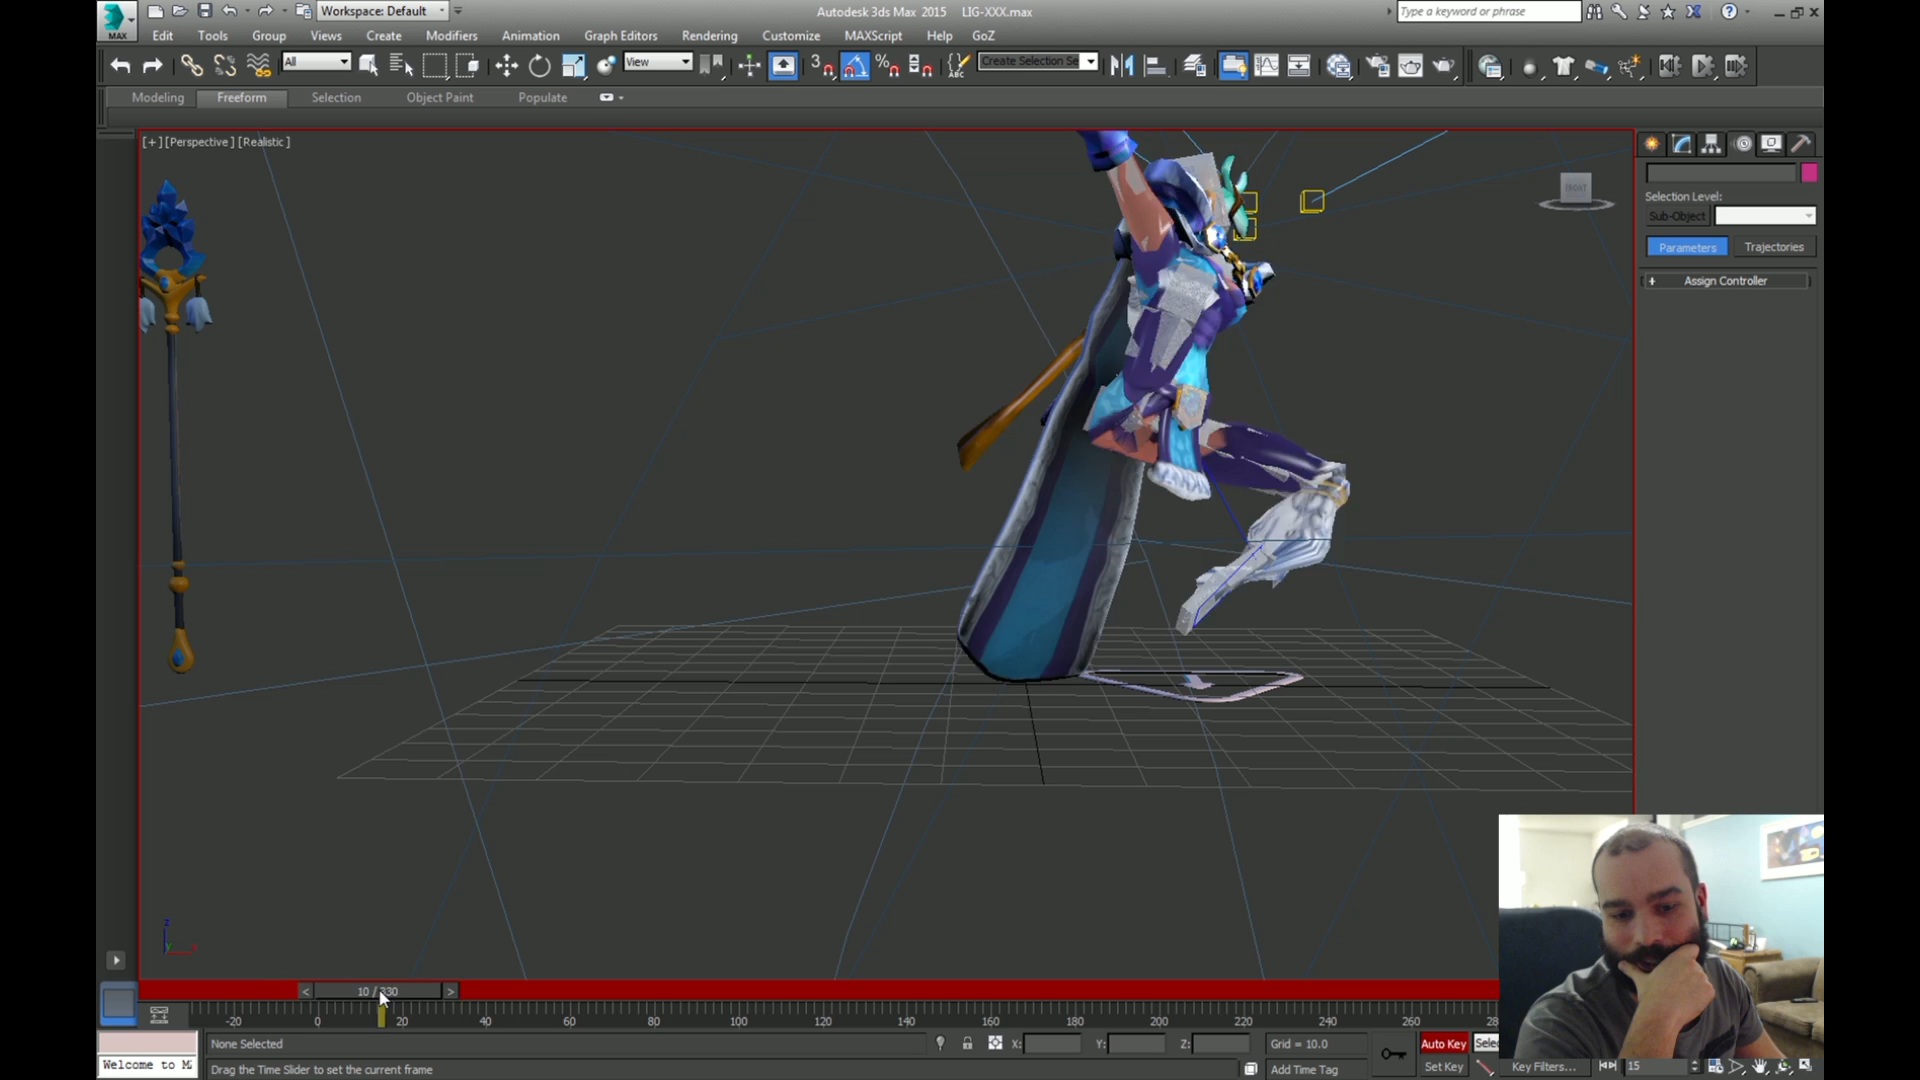 Workspace: Default
Autodesk 3ds Max 2015 LIG-XXX.max
Type a keyword or phrase
MAX
Edit Tools Group Views Create Modifiers Animation Graph Editors Rendering Customize MAXScript Help GoZ
All
View
3
%
ABC
Create Selection Se
Modeling Freeform Selection Object Paint Populate
[+] [Perspective] [Realistic]
FRONT
Selection Level:
Sub-Object
Parameters Trajectories
+ Assign Controller
z
y
x
< 10 / 330 >
-20 0 20 40 60 80 100 120 140 160 180 200 220 240 260
None Selected
X: Y: Z:
Grid = 10.0
Auto Key
Welcome to M
Drag the Time Slider to set the current frame
Add Time Tag
Set Key
Key Filters...
15